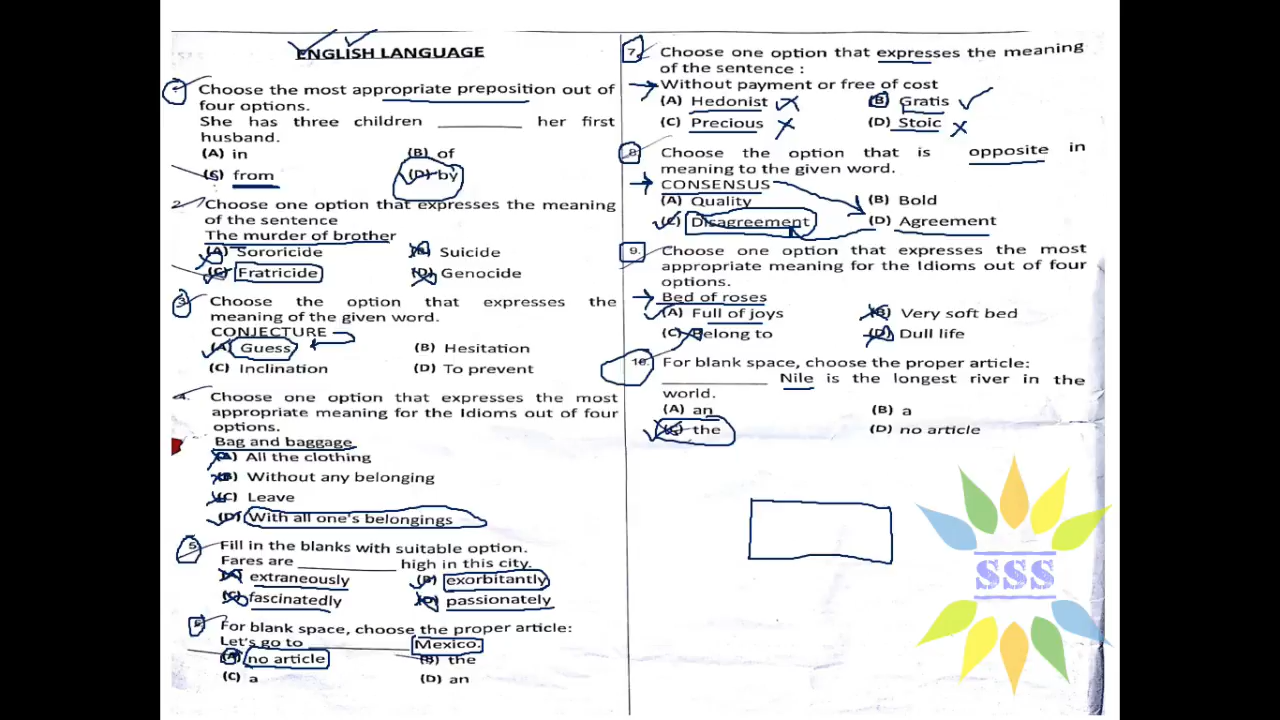 ENGLISH LANGUAGE
Choose the most appropriate preposition out of
four options.
She has three children __________ her first
husband.
(A) in (B) of
(C) from (D) by
2. Choose one option that expresses the meaning
of the sentence
The murder of brother
(A) Sororicide (B) Suicide
(C) Fratricide (D) Genocide
3. Choose the option that expresses the
meaning of the given word.
CONJECTURE
(A) Guess (B) Hesitation
(C) Inclination (D) To prevent
4. Choose one option that expresses the most
appropriate meaning for the Idioms out of four
options.
Bag and baggage
(A) All the clothing
(B) Without any belonging
(C) Leave
(D) With all one's belongings
5 Fill in the blanks with suitable option.
Fares are ____________ high in this city.
(A) extraneously (B) exorbitantly
(C) fascinatedly (D) passionately
For blank space, choose the proper article:
Let's go to ____________ Mexico.
(A) no article (B) the
(C) a (D) an
7. Choose one option that expresses the meaning
of the sentence :
Without payment or free of cost
(A) Hedonist (B) Gratis
(C) Precious (D) Stoic
8. Choose the option that is opposite in
meaning to the given word.
CONSENSUS
(A) Quality (B) Bold
(C) Disagreement (D) Agreement
9. Choose one option that expresses the most
appropriate meaning for the Idioms out of four
options.
Bed of roses
(A) Full of joys (B) Very soft bed
(C) Belong to (D) Dull life
10. For blank space, choose the proper article:
____________ Nile is the longest river in the
world.
(A) an (B) a
(C) the (D) no article
SSS